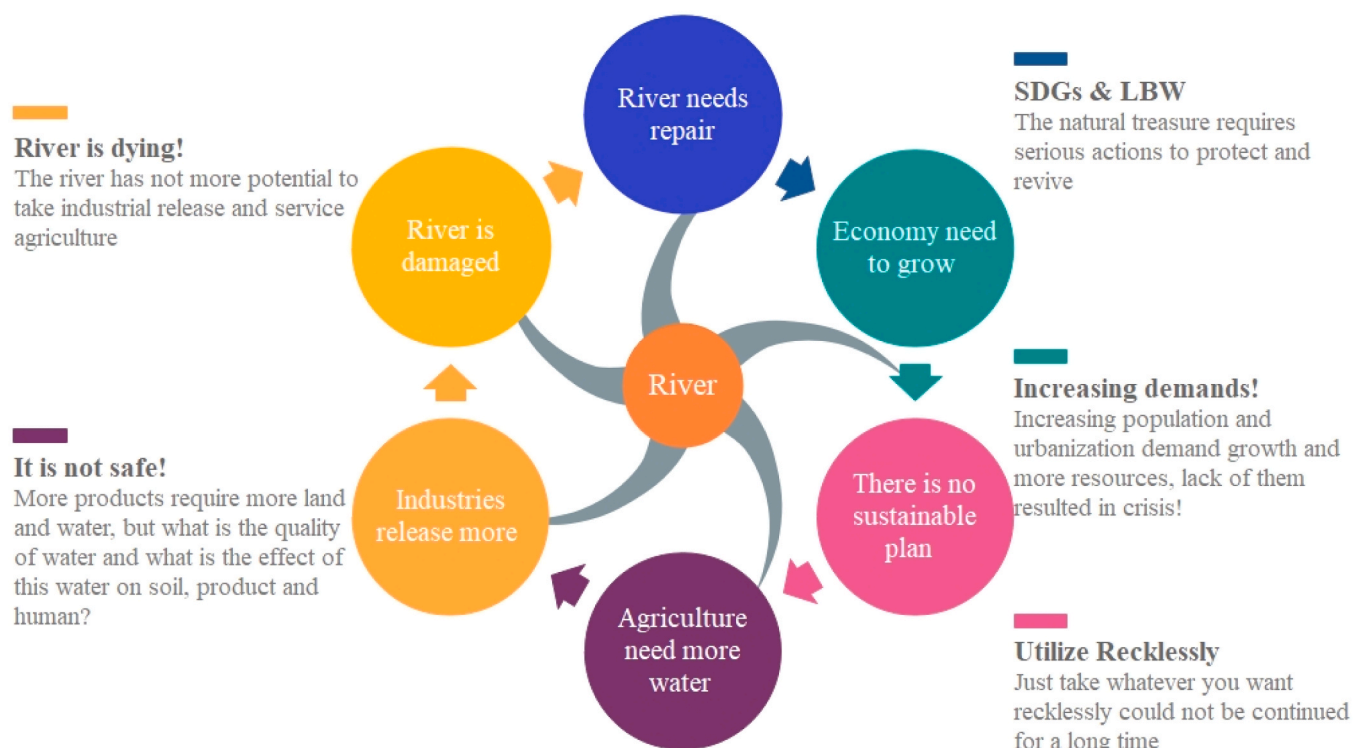 River needs
repair
SDGs & LBW
The natural treasure requires
serious actions to protect and
revive
River is dying!
The river has not more potential to
take industrial release and service
agriculture
River is
damaged
Economy need
to grow
River
Increasing demands!
Increasing population and
urbanization demand growth and
more resources, lack of them
resulted in crisis!
It is not safe!
More products require more land
and water, but what is the quality
of water and what is the effect of
this water on soil, product and
human?
Industries
release more
There is no
sustainable
plan
Agriculture
need more
water
Utilize Recklessly
Just take whatever you want
recklessly could not be continued
for a long time